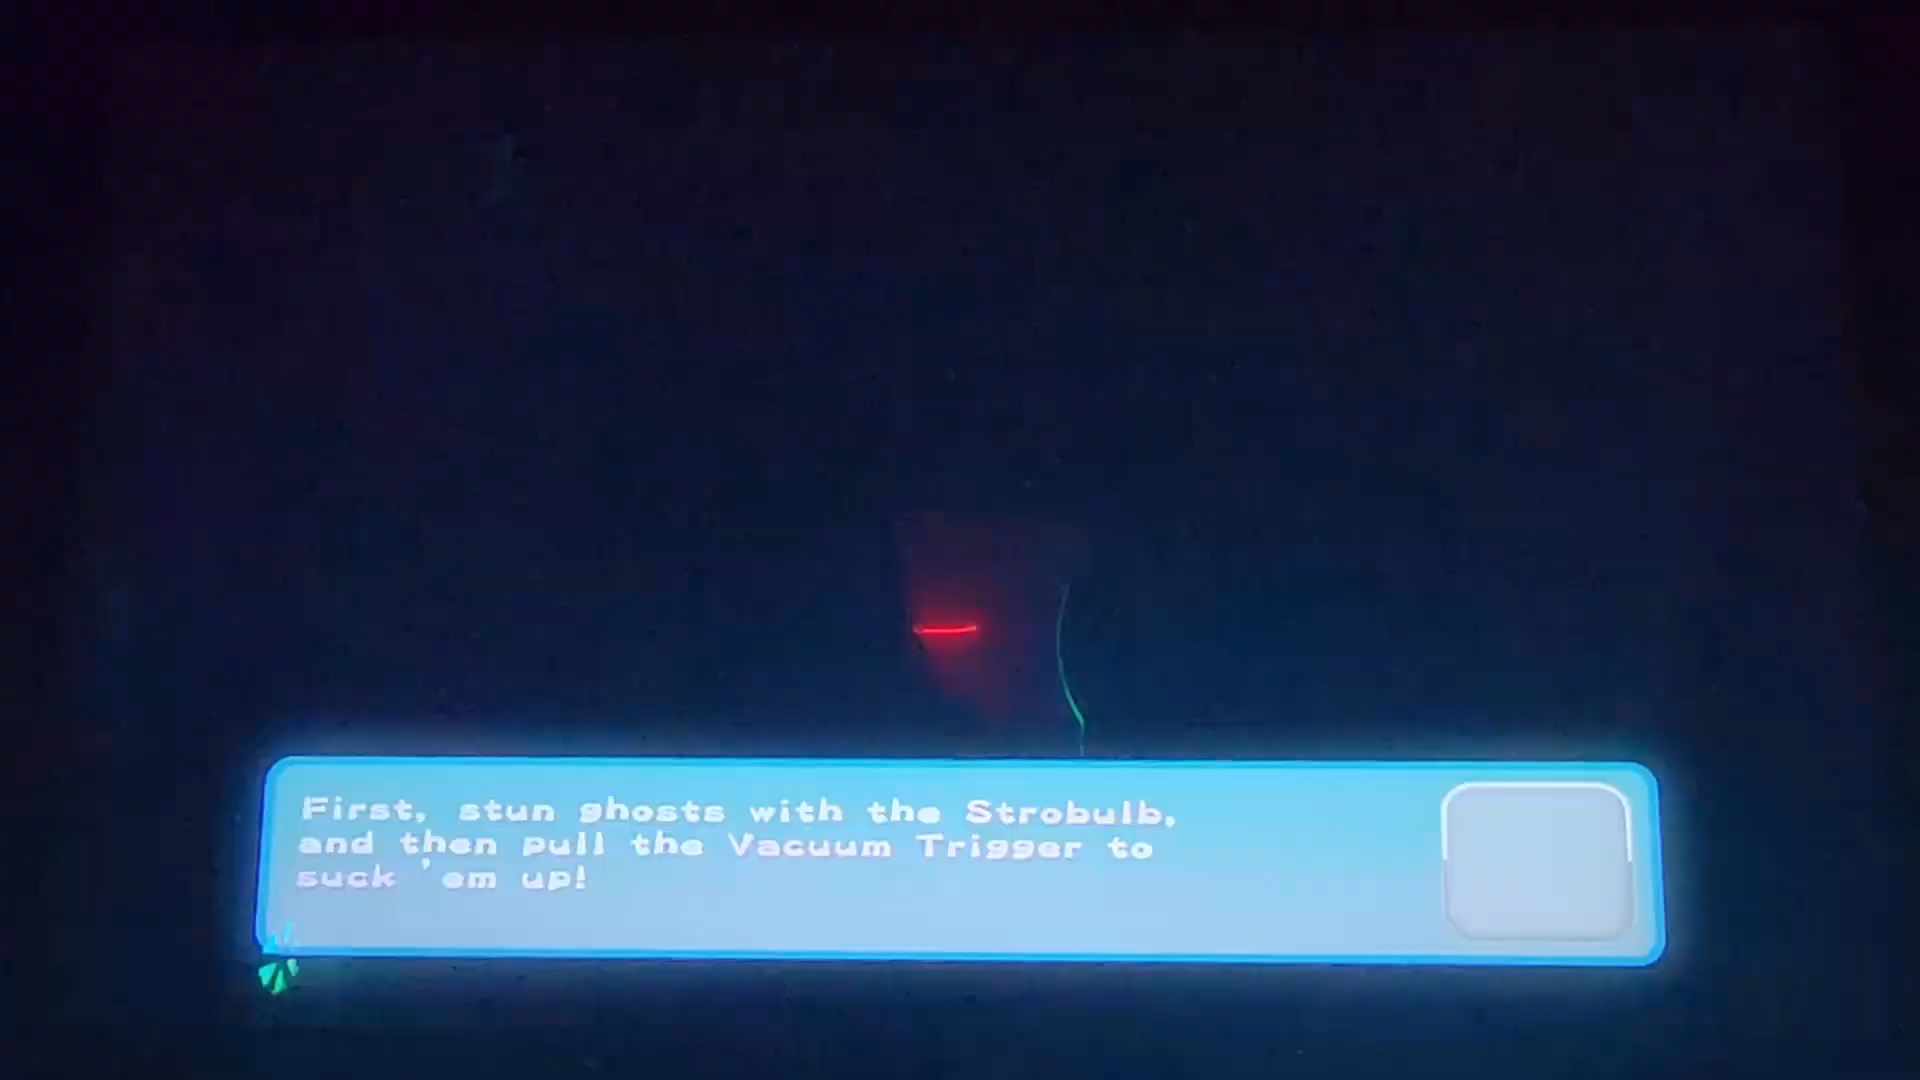 First, stun ghosts with the Strobulb,
and then pull the Vacuum Trigger to
suck 'em up!